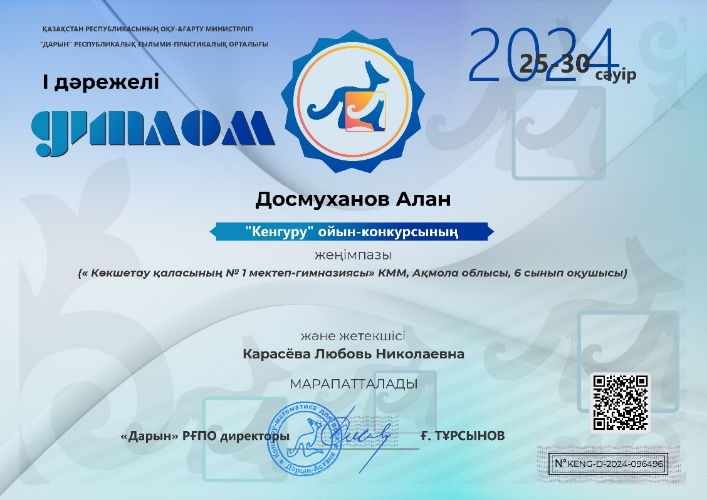 ҚАЗАҚСТАН РЕСПУБЛИКАСЫНЫҢ ОҚУ-АҒАРТУ МИНИСТРЛІГІ
"ДАРЫН" РЕСПУБЛИКАЛЫҚ ҒЫЛЫМИ-ПРАКТИКАЛЫҚ ОРТАЛЫҒЫ
2024
25-30 сәуір
І дәрежелі
ДИПЛОМ
Досмуханов Алан
"Кенгуру" ойын-конкурсының
жеңімпазы
(« Көкшетау қаласының № 1 мектеп-гимназиясы» КММ, Ақмола облысы, 6 сынып оқушысы)
және жетекшісі
Карасёва Любовь Николаевна
МАРАПАТТАЛАДЫ
«Дарын» РҒПО директоры
Ғ. ТҰРСЫНОВ
N°KENG-D-2024-096496